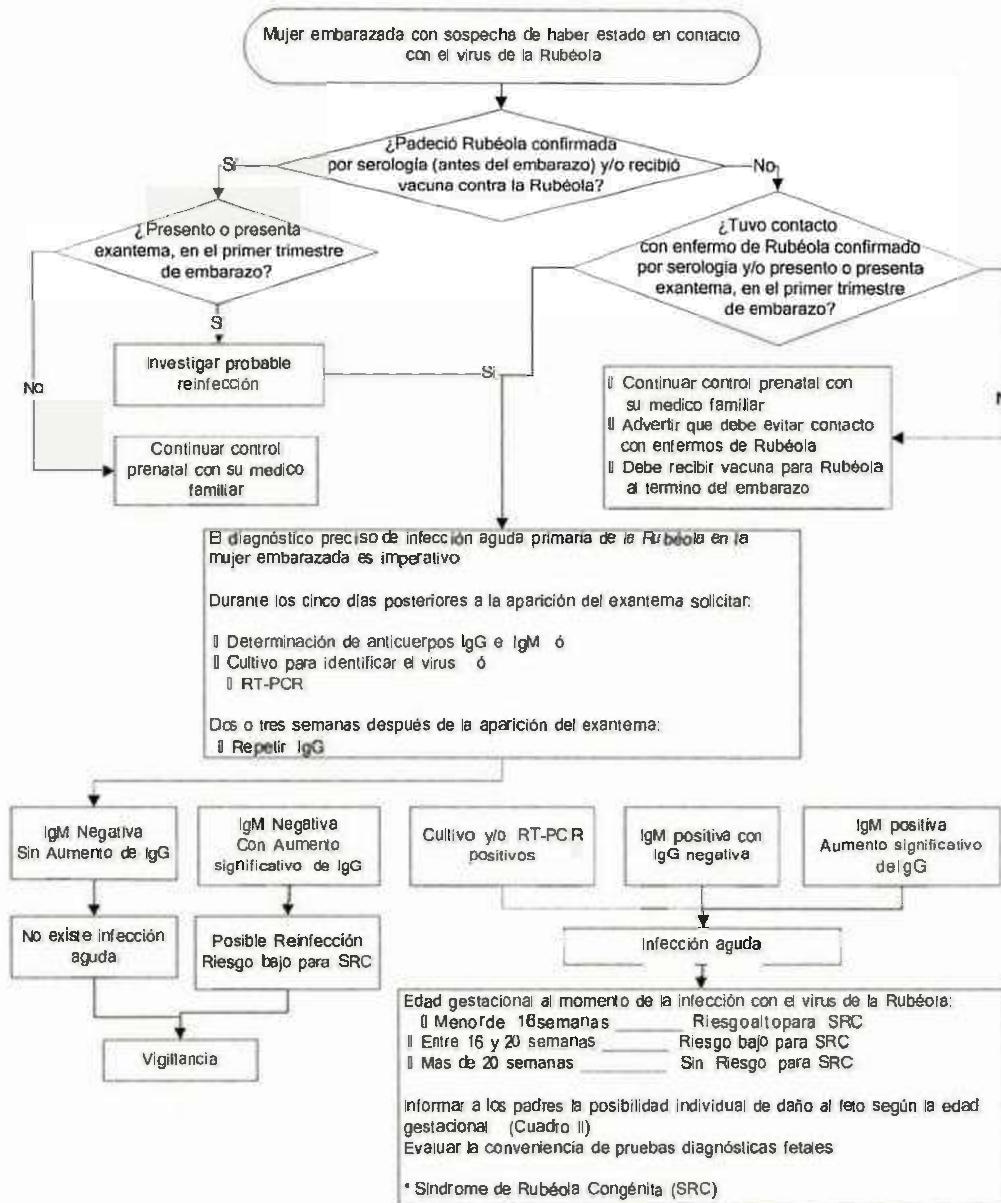 Mujer embarazada con sospecha de haber estado en contacto
con el virus de la Rubéola
¿Padeció Rubéola confirmada
por serología (antes del embarazo) y/o recibió
vacuna contra la Rubéola?
Si
No
¿Presento o presenta
exantema, en el primer trimestre
de embarazo?
¿Tuvo contacto
con enfermo de Rubéola confirmado
por serología y/o presento o presenta
exantema, en el primer trimestre
de embarazo?
Si
No
Investigar probable
reinfección
Si
Continuar control
prenatal con su medico
familiar
Continuar control prenatal con
su medico familiar
Advertir que debe evitar contacto
con enfermos de Rubéola
Debe recibir vacuna para Rubéola
al termino del embarazo
El diagnóstico preciso de infección aguda primaria de la Rubéola en la
mujer embarazada es imperativo
Durante los cinco días posteriores a la aparición del exantema solicitar:
Determinación de anticuerpos IgG e IgM ó
Cultivo para identificar el virus ó
RT-PCR
Dos o tres semanas después de la aparición del exantema:
Repetir IgG
IgM Negativa
Sin Aumento de IgG
IgM Negativa
Con Aumento
significativo de IgG
Cultivo y/o RT-PCR
positivos
IgM positiva con
IgG negativa
IgM positiva
Aumento significativo
de IgG
No existe infección
aguda
Posible Reinfección
Riesgo bajo para SRC
Infección aguda
Vigillancia
Edad gestacional al momento de la infección con el virus de la Rubéola:
Menor de 16 semanas ______ Riesgo alto para SRC
Entre 16 y 20 semanas ______ Riesgo bajo para SRC
Mas de 20 semanas ______ Sin Riesgo para SRC
Informar a los padres la posibilidad individual de daño al feto según la edad
gestacional (Cuadro II)
Evaluar la conveniencia de pruebas diagnósticas fetales
* Sindrome de Rubéola Congénita (SRC)